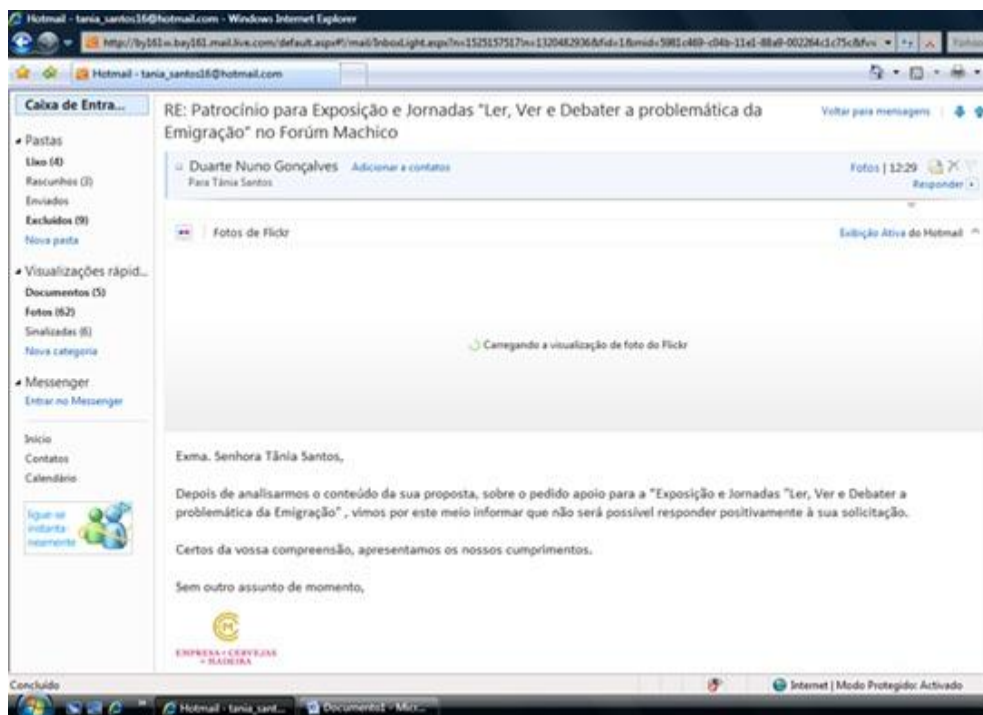 Hotmail - tania_santos16@hotmail.com - Windows Internet Explorer
Hotmail - tania_santos16@hotmail.com
Caixa de Entra...
Pastas
Lixo (4)
Rascunhos (3)
Enviados
Excluídos (9)
Nova pasta
Visualizações rápid...
Documentos (5)
Fotos (62)
Sinalizadas (6)
Nova categoria
Messenger
Entrar no Messenger
Início
Contatos
Calendário
ligue-se
instanta
neamente
RE: Patrocínio para Exposição e Jornadas "Ler, Ver e Debater a problemática da
Emigração" no Forúm Machico
Voltar para mensagens
Duarte Nuno Gonçalves Adicionar a contatos
Para Tânia Santos
Fotos | 12:29
Responder
Fotos de Flickr
Exibição Ativa do Hotmail
Carregando a visualização de foto do Flickr
Exma. Senhora Tânia Santos,
Depois de analisarmos o conteúdo da sua proposta, sobre o pedido apoio para a "Exposição e Jornadas "Ler, Ver e Debater a
problemática da Emigração" , vimos por este meio informar que não será possível responder positivamente à sua solicitação.
Certos da vossa compreensão, apresentamos os nossos cumprimentos.
Sem outro assunto de momento,
EMPRESA CERVEJAS
MADEIRA
Concluído
Internet | Modo Protegido: Activado
Hotmail - tania_sant...
Documento1 - Micr...